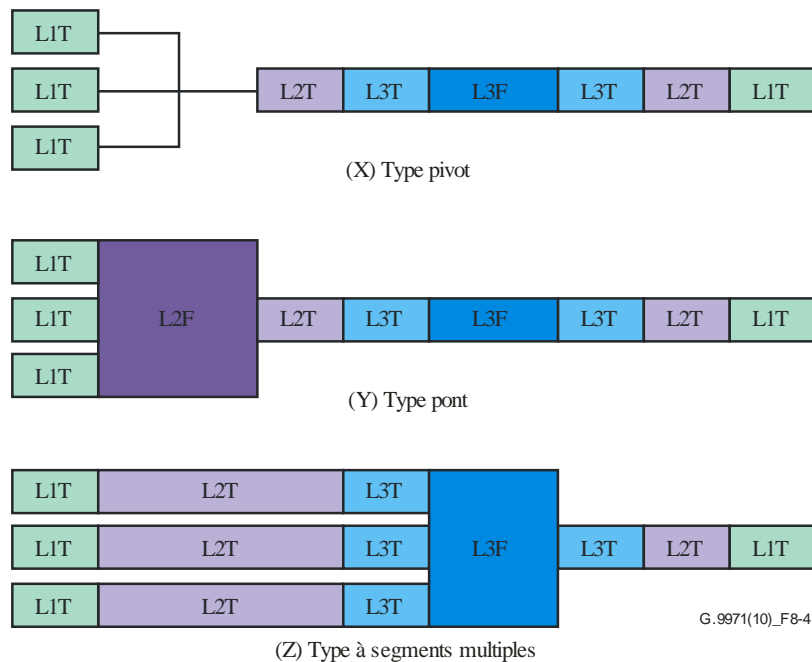 L1T
L1T L2T L3T L3F L3T L2T L1T
L1T
(X) Type pivot
L1T
L1T L2F L2T L3T L3F L3T L2T L1T
L1T
(Y) Type pont
L1T L2T L3T
L1T L2T L3T L3F L3T L2T L1T
L1T L2T L3T
G.9971(10)_F8-4
(Z) Type à segments multiples